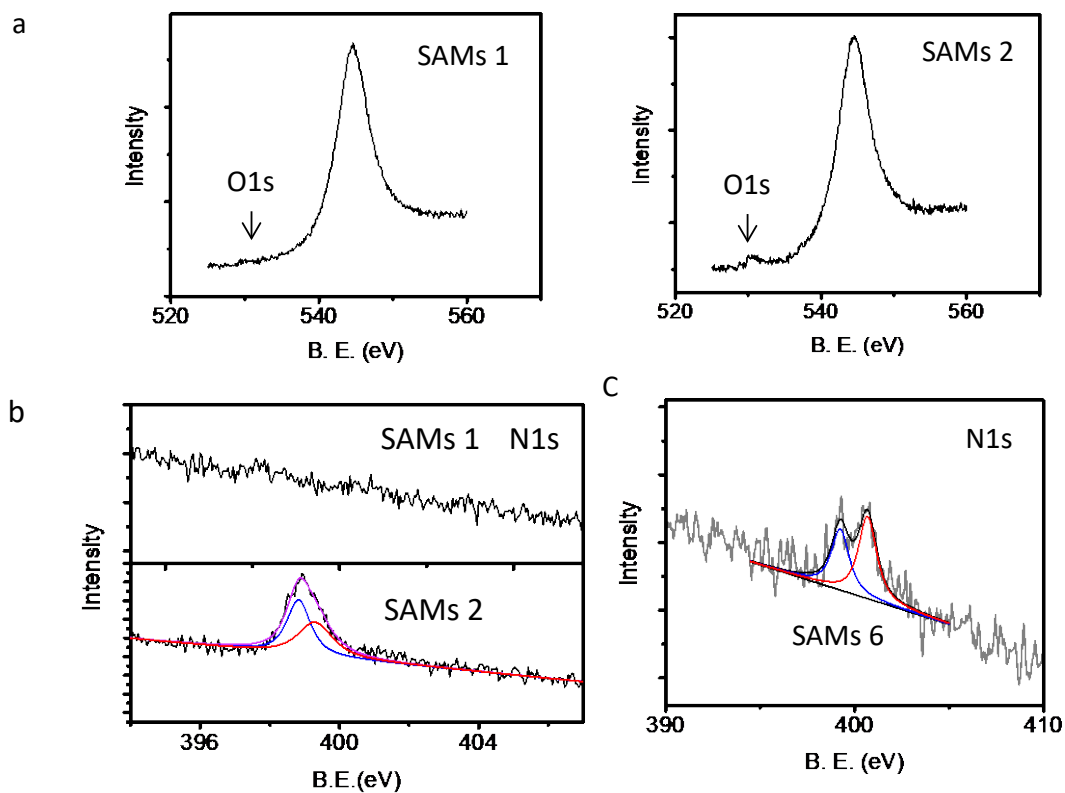 a
SAMs 1
Intensity
O1s
520
540
560
B. E. (eV)
SAMs 2
Intensity
O1s
520
540
560
B. E. (eV)
b
SAMs 1 N1s
Intensity
SAMs 2
396
400
404
B.E.(eV)
C
N1s
Intensity
SAMs 6
390
400
410
B. E. (eV)